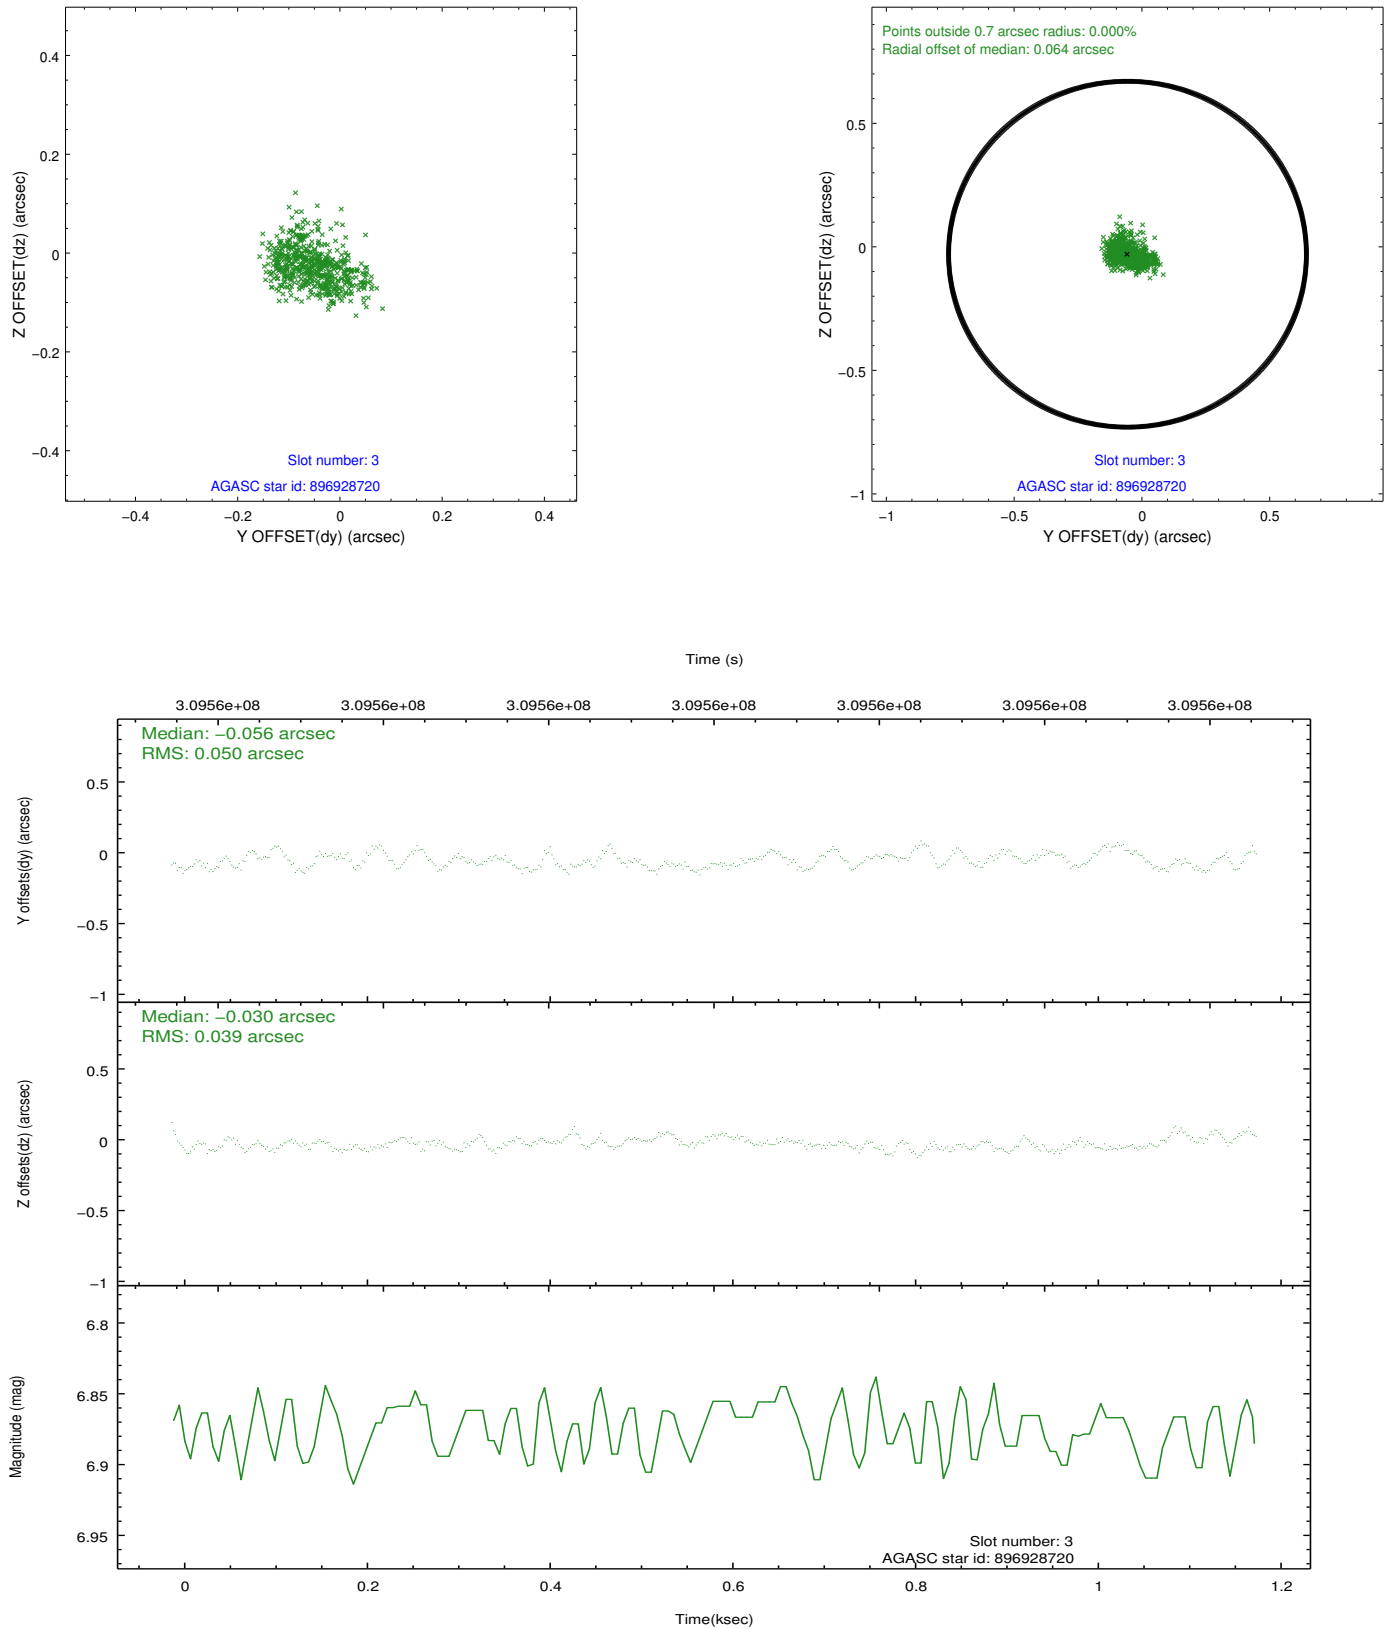 0.4
0.2
0
−0.2
−0.4
Z OFFSET(dz) (arcsec)
Slot number: 3
AGASC star id: 896928720
−0.4 −0.2 0 0.2 0.4
Y OFFSET(dy) (arcsec)
Points outside 0.7 arcsec radius: 0.000%
Radial offset of median: 0.064 arcsec
0.5
0
−0.5
−1
Z OFFSET(dz) (arcsec)
Slot number: 3
AGASC star id: 896928720
−1 −0.5 0 0.5
Y OFFSET(dy) (arcsec)
Time (s)
3.0956e+08 3.0956e+08 3.0956e+08 3.0956e+08 3.0956e+08 3.0956e+08 3.0956e+08
Median: −0.056 arcsec
RMS: 0.050 arcsec
0.5
0
−0.5
−1
Y offsets(dy) (arcsec)
Median: −0.030 arcsec
RMS: 0.039 arcsec
0.5
0
−0.5
−1
Z offsets(dz) (arcsec)
6.8
6.85
6.9
6.95
Magnitude (mag)
Slot number: 3
AGASC star id: 896928720
0 0.2 0.4 0.6 0.8 1 1.2
Time(ksec)